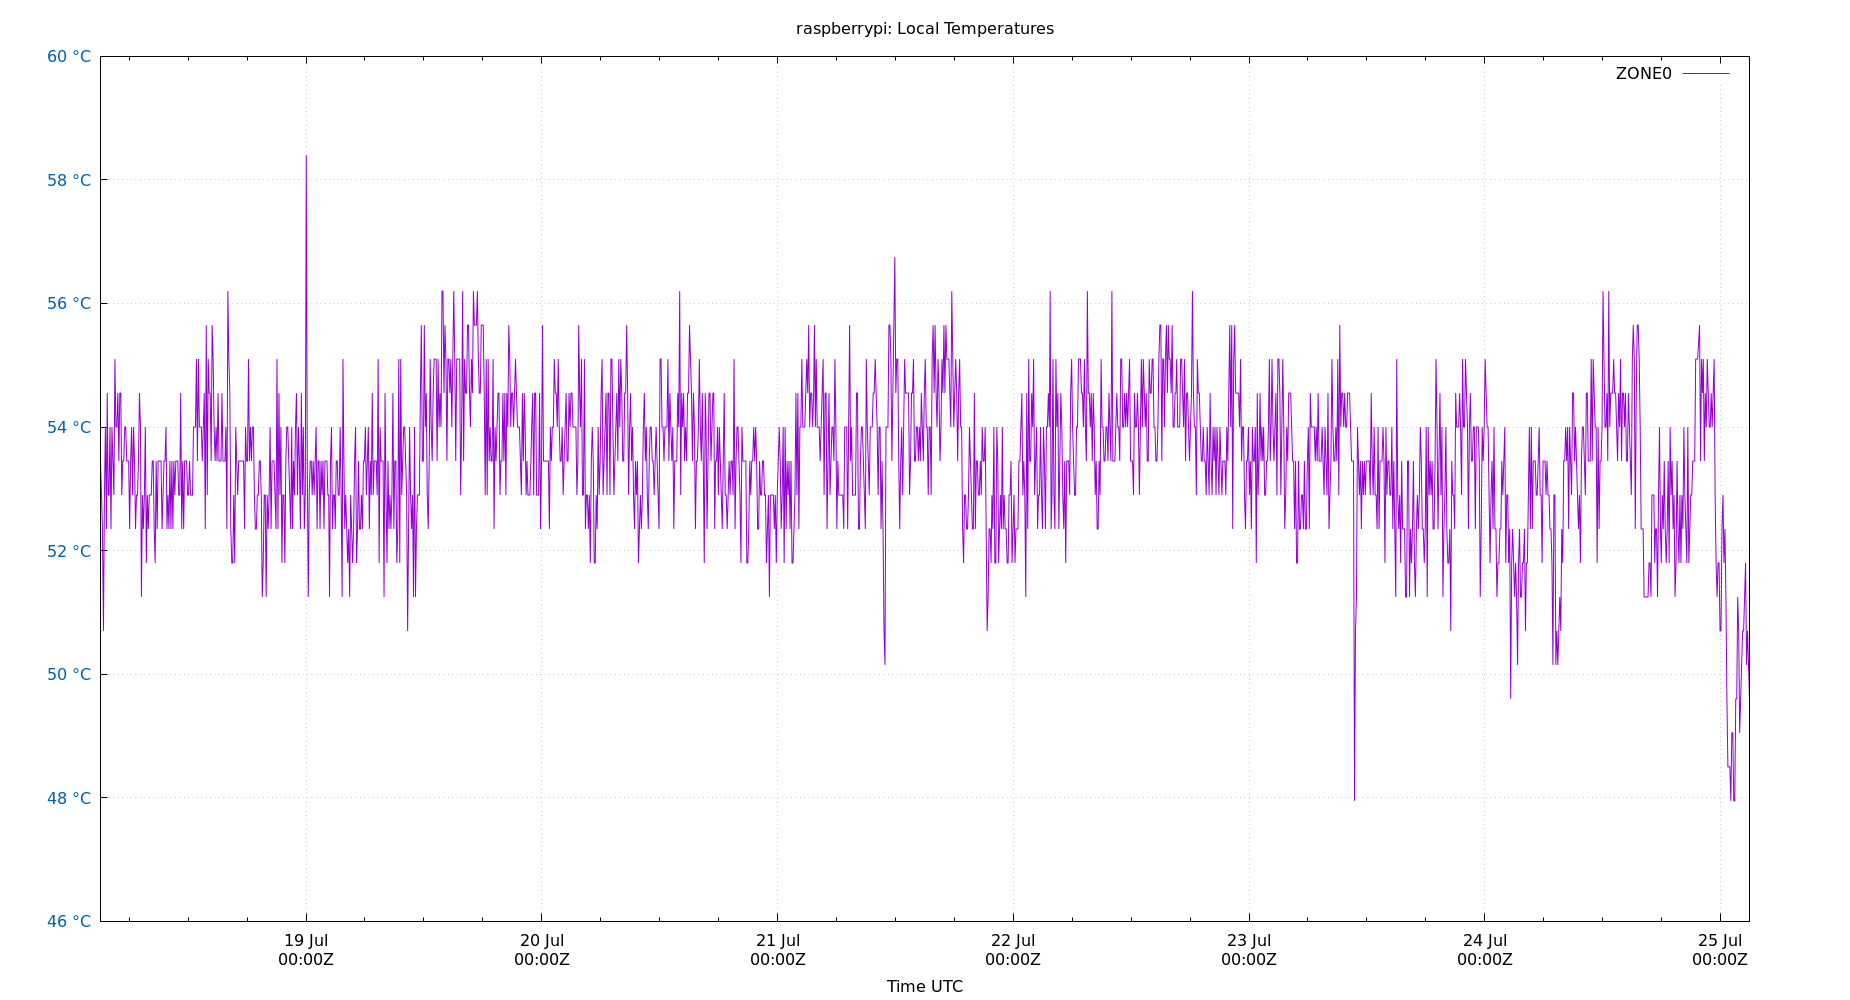 raspberrypi: Local Temperatures
60 °C
ZONE0
58 °C
56 °C
54 °C
52 °C
50 °C
48 °C
46 °C
19 Jul 20 Jul 21 Jul 22 Jul 23 Jul 24 Jul 25 Jul
00:00Z 00:00Z 00:00Z 00:00Z 00:00Z 00:00Z 00:00Z
Time UTC